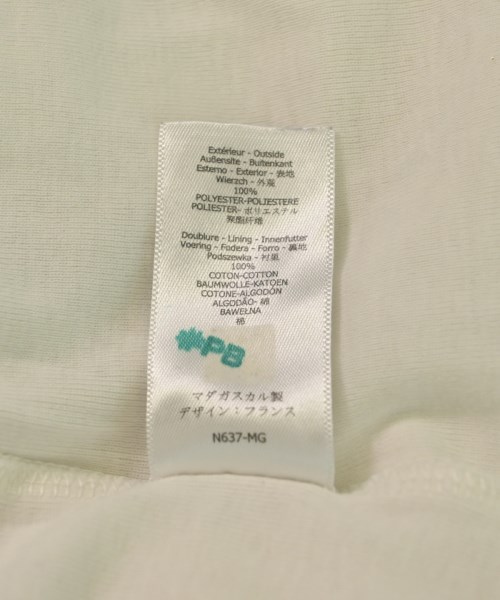 Extérieur - Outside
Außensite - Buitenkant
Esterno - Exterior - 表地
Wierzch - 外层
100%
POLYESTER-POLIESTERE
POLIESTER- ポリエステル
聚酯纤维
Doublure - Lining - Innenfutter
Voering - Fodera - Forro - 裏地
Podszewka - 衬里
100%
COTON-COTTON
BAUMWOLLE-KATOEN
COTONE-ALGODÓN
ALGODÃO- 綿
BAWEŁNA
棉
PB
マダガスカル製
デザイン：フランス
N637-MG